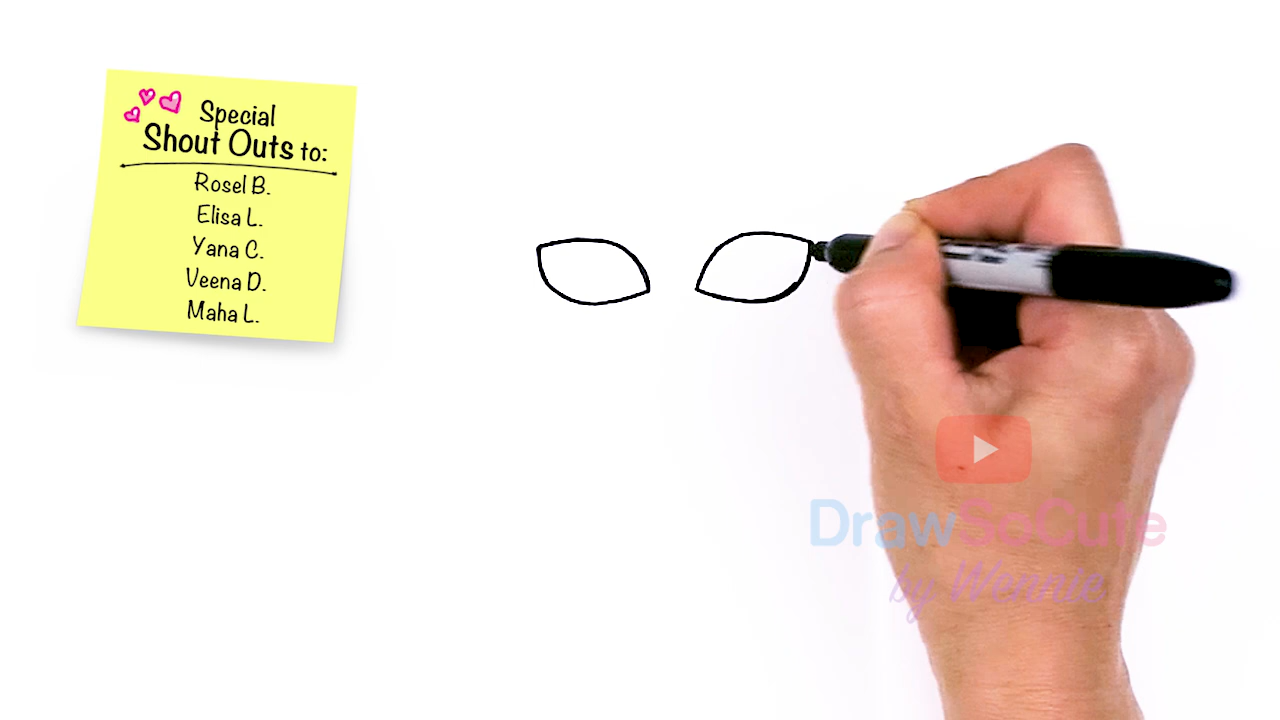 Special
Shout Outs to:
Rosel B.
Elisa L.
Yana C.
Veena D.
Maha L.
DrawSoCute
by Wennie